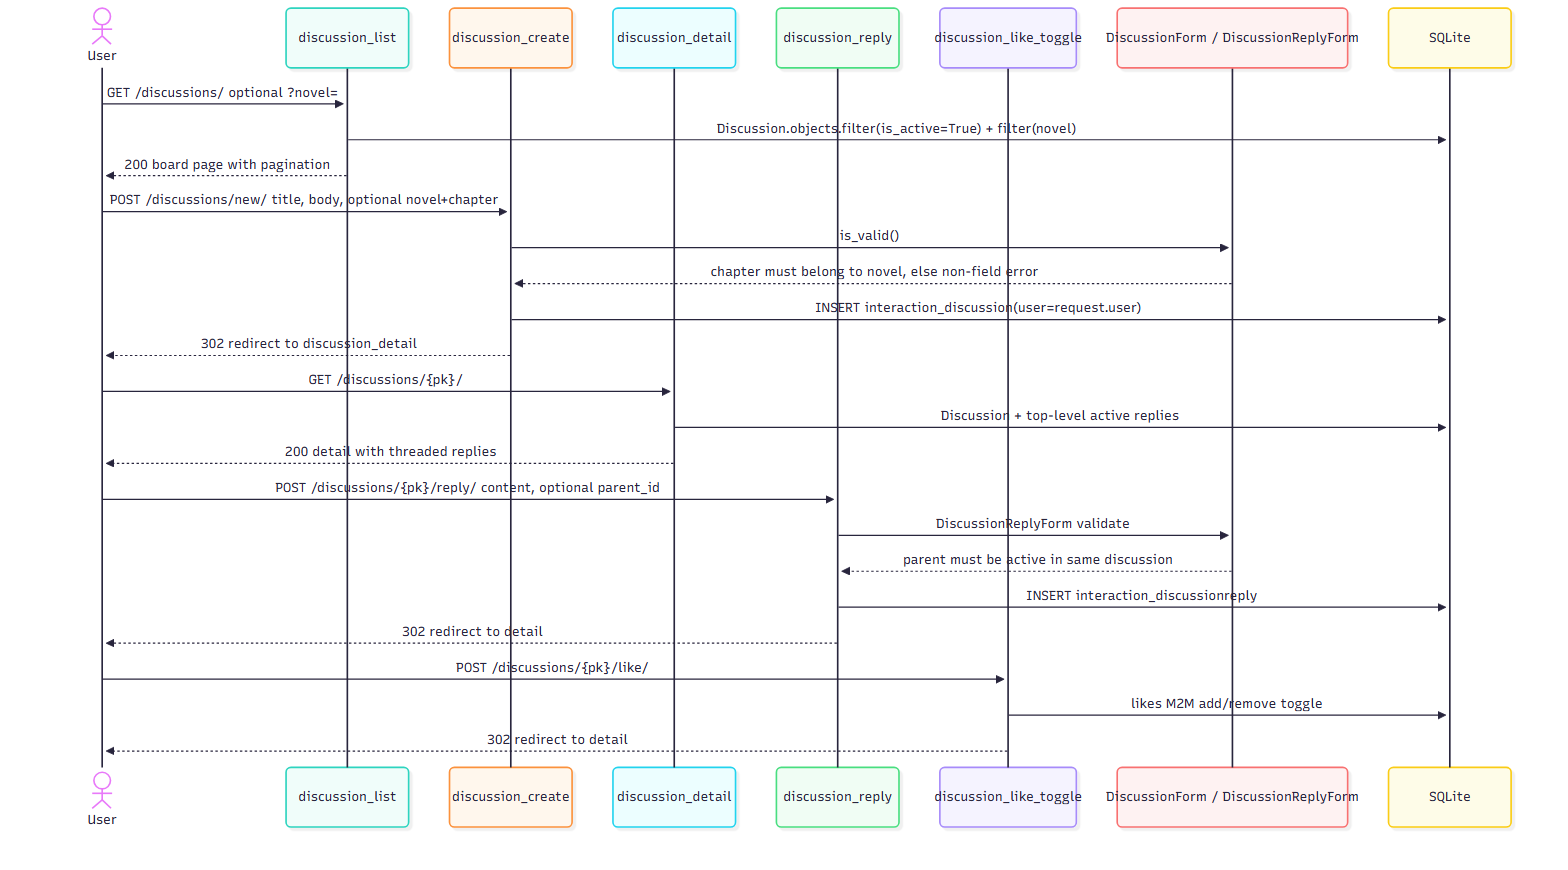 User
discussion_list
discussion_create
discussion_detail
discussion_reply
discussion_like_toggle
DiscussionForm / DiscussionReplyForm
SQLite
GET /discussions/ optional ?novel=
Discussion.objects.filter(is_active=True) + filter(novel)
200 board page with pagination
POST /discussions/new/ title, body, optional novel+chapter
is_valid()
chapter must belong to novel, else non-field error
INSERT interaction_discussion(user=request.user)
302 redirect to discussion_detail
GET /discussions/{pk}/
Discussion + top-level active replies
200 detail with threaded replies
POST /discussions/{pk}/reply/ content, optional parent_id
DiscussionReplyForm validate
parent must be active in same discussion
INSERT interaction_discussionreply
302 redirect to detail
POST /discussions/{pk}/like/
likes M2M add/remove toggle
302 redirect to detail
User
discussion_list
discussion_create
discussion_detail
discussion_reply
discussion_like_toggle
DiscussionForm / DiscussionReplyForm
SQLite